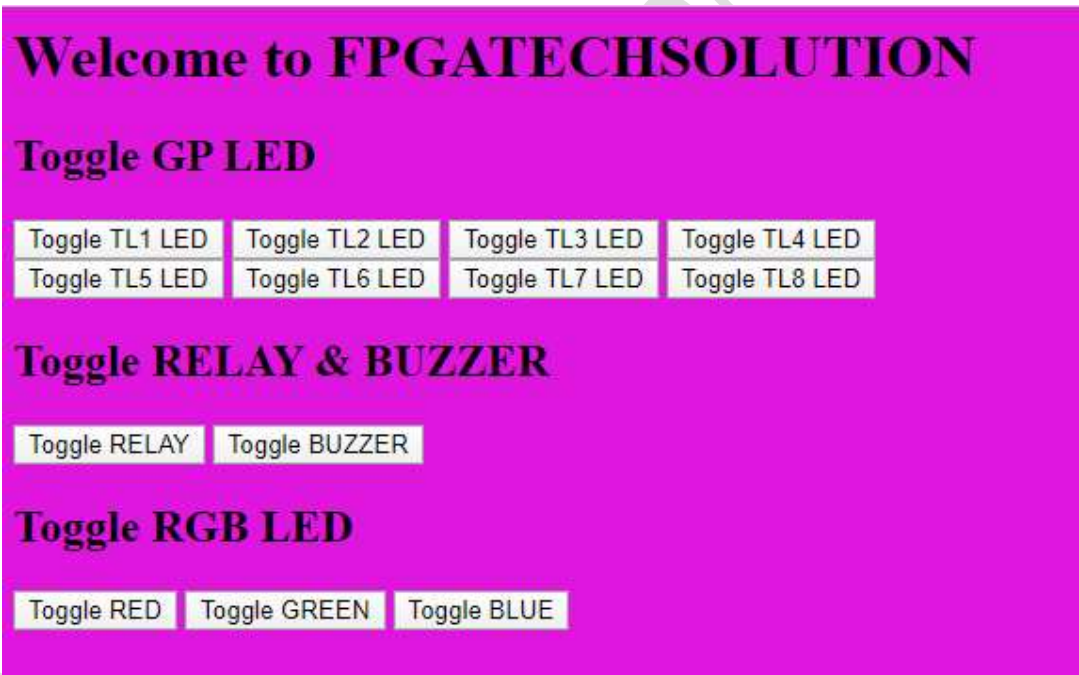 Welcome to FPGATECHSOLUTION
Toggle GP LED
Toggle TL1 LED Toggle TL2 LED Toggle TL3 LED Toggle TL4 LED
Toggle TL5 LED Toggle TL6 LED Toggle TL7 LED Toggle TL8 LED
Toggle RELAY & BUZZER
Toggle RELAY Toggle BUZZER
Toggle RGB LED
Toggle RED Toggle GREEN Toggle BLUE